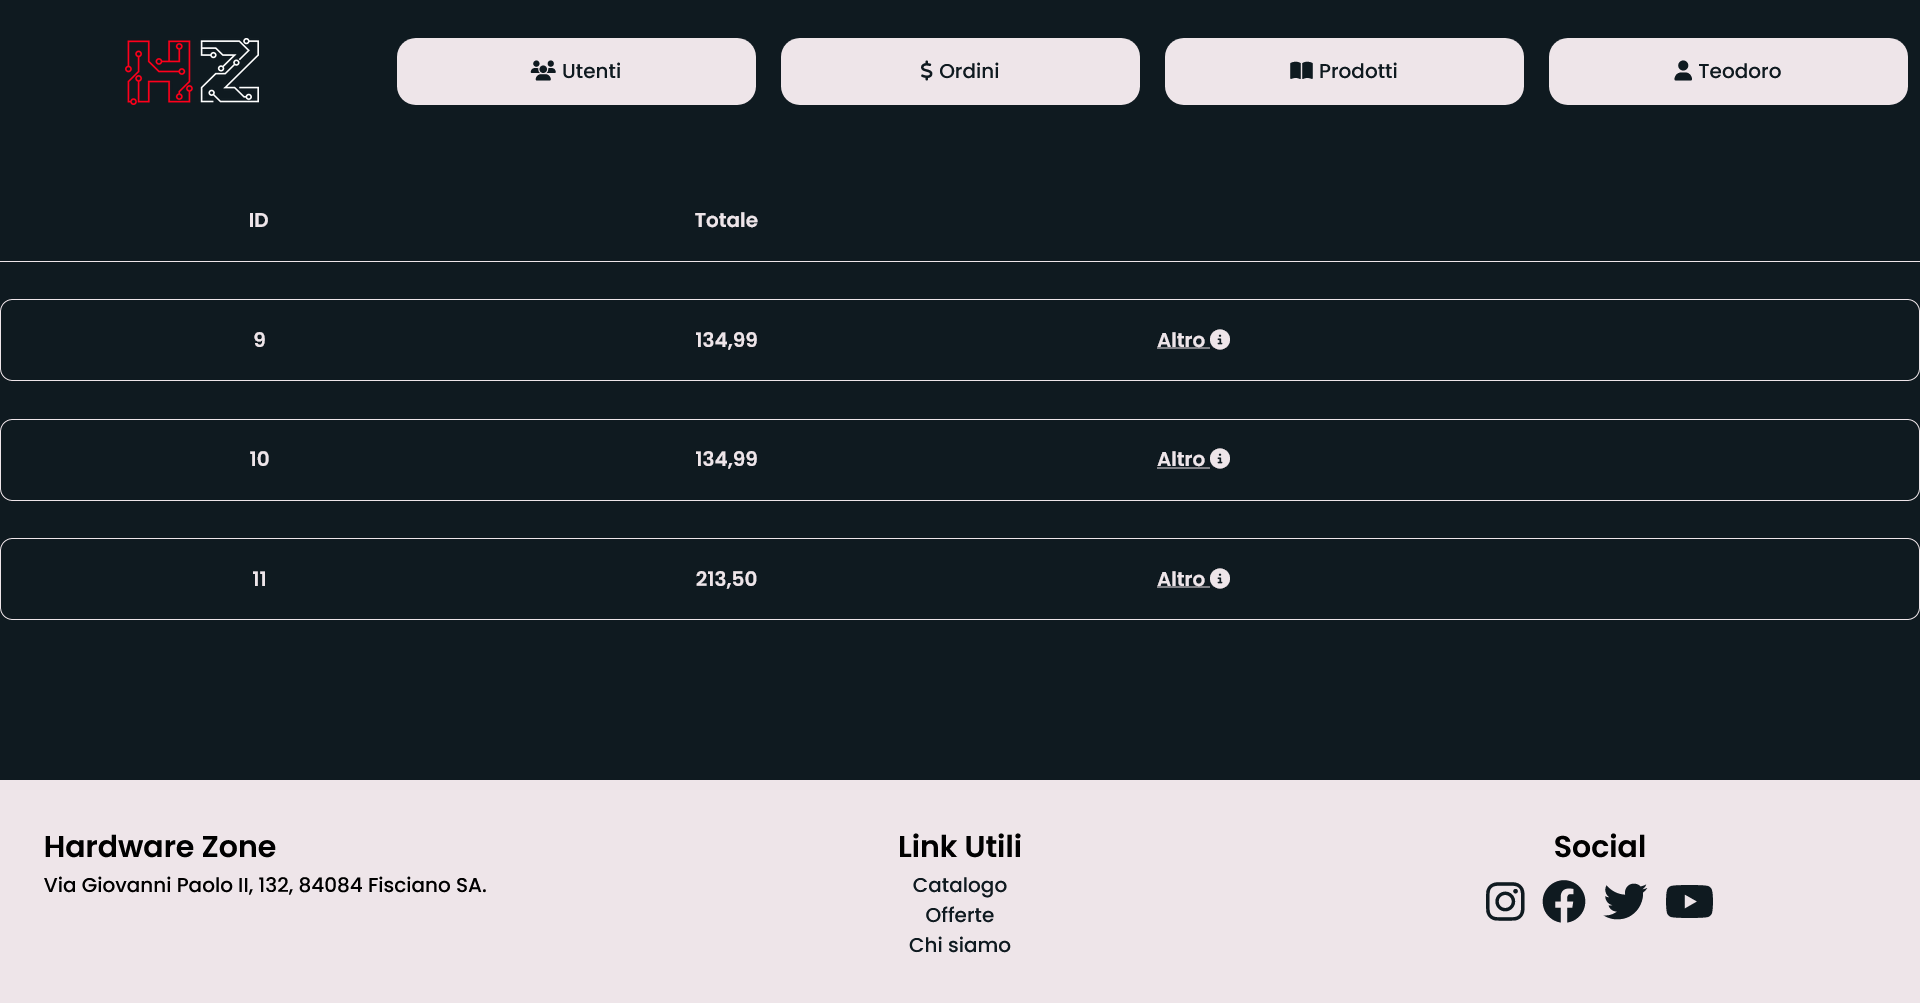 HZ
Utenti
Ordini
Prodotti
Teodoro
ID Totale
9 134,99 Altro
10 134,99 Altro
11 213,50 Altro
Hardware Zone
Via Giovanni Paolo II, 132, 84084 Fisciano SA.
Link Utili
Catalogo
Offerte
Chi siamo
Social